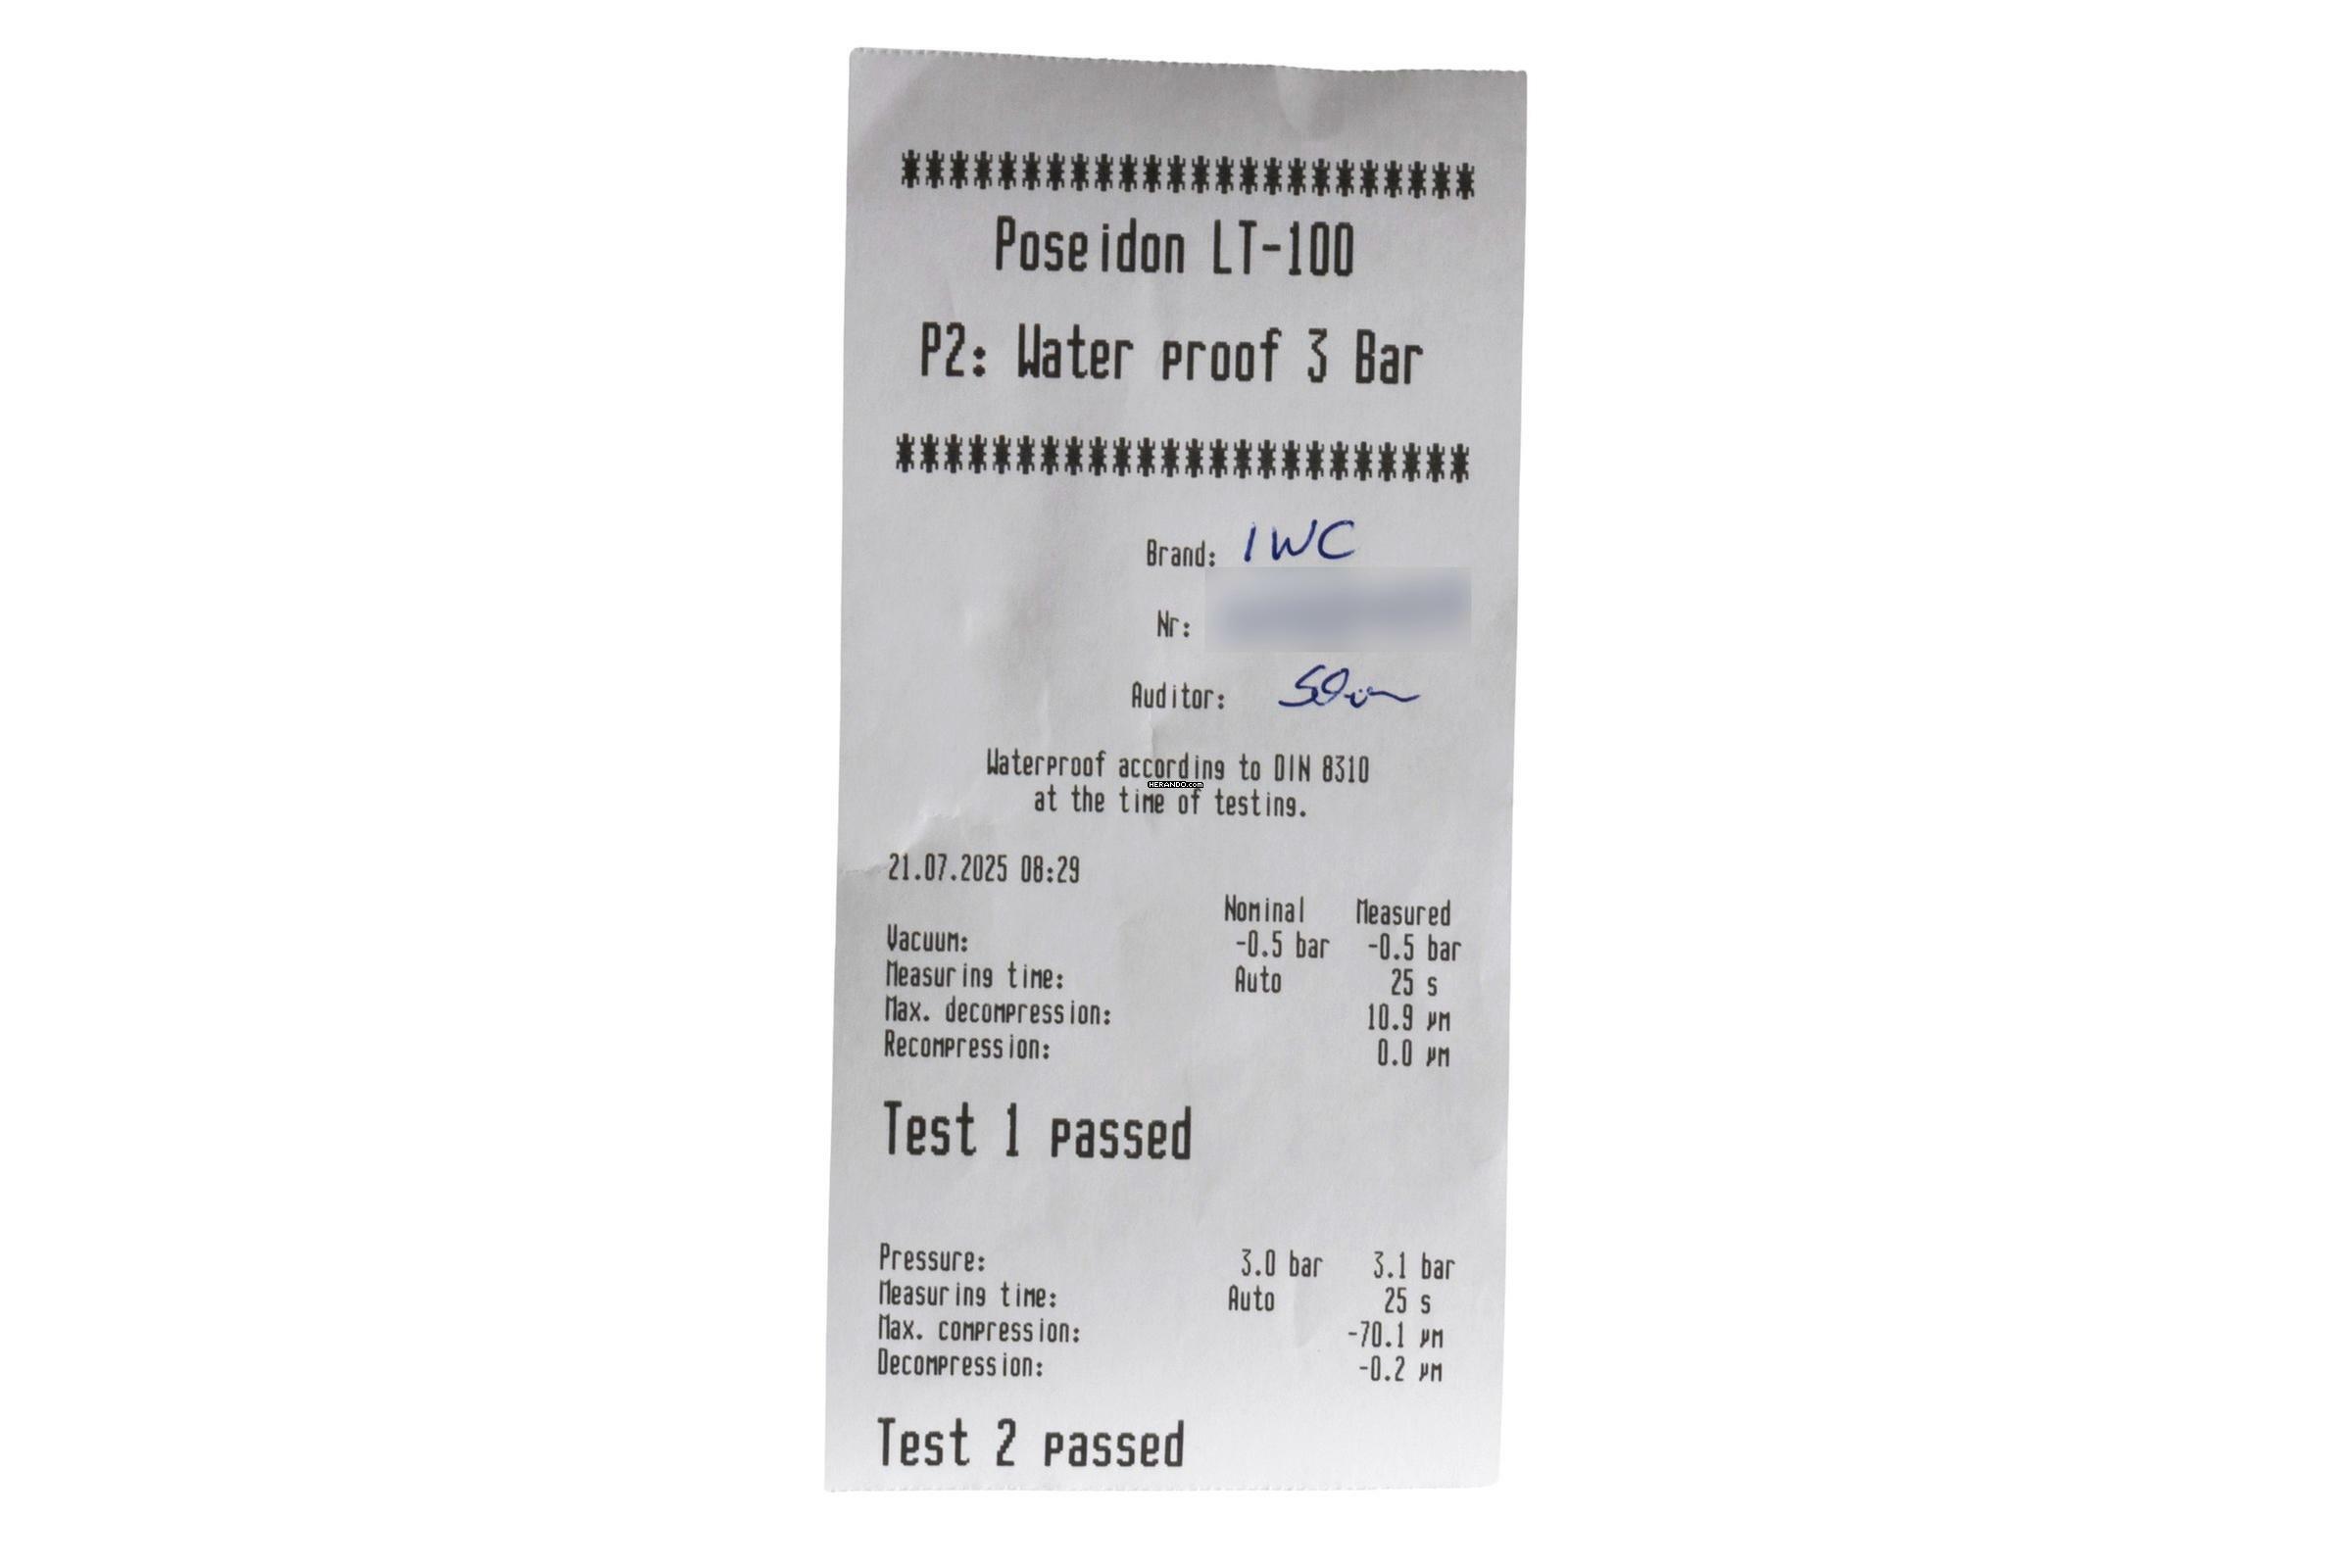 ************************
Poseidon LT-100
P2: Water proof 3 Bar
************************
Brand: IWC
Nr:
Auditor:
Waterproof according to DIN 8310
HERANDO.com
at the time of testing.
21.07.2025 08:29
Nominal Measured
Vacuum: -0.5 bar -0.5 bar
Measuring time: Auto 25 s
Max. decompression: 10.9 µm
Recompression: 0.0 µm
Test 1 passed
Pressure: 3.0 bar 3.1 bar
Measuring time: Auto 25 s
Max. compression: -70.1 µm
Decompression: -0.2 µm
Test 2 passed